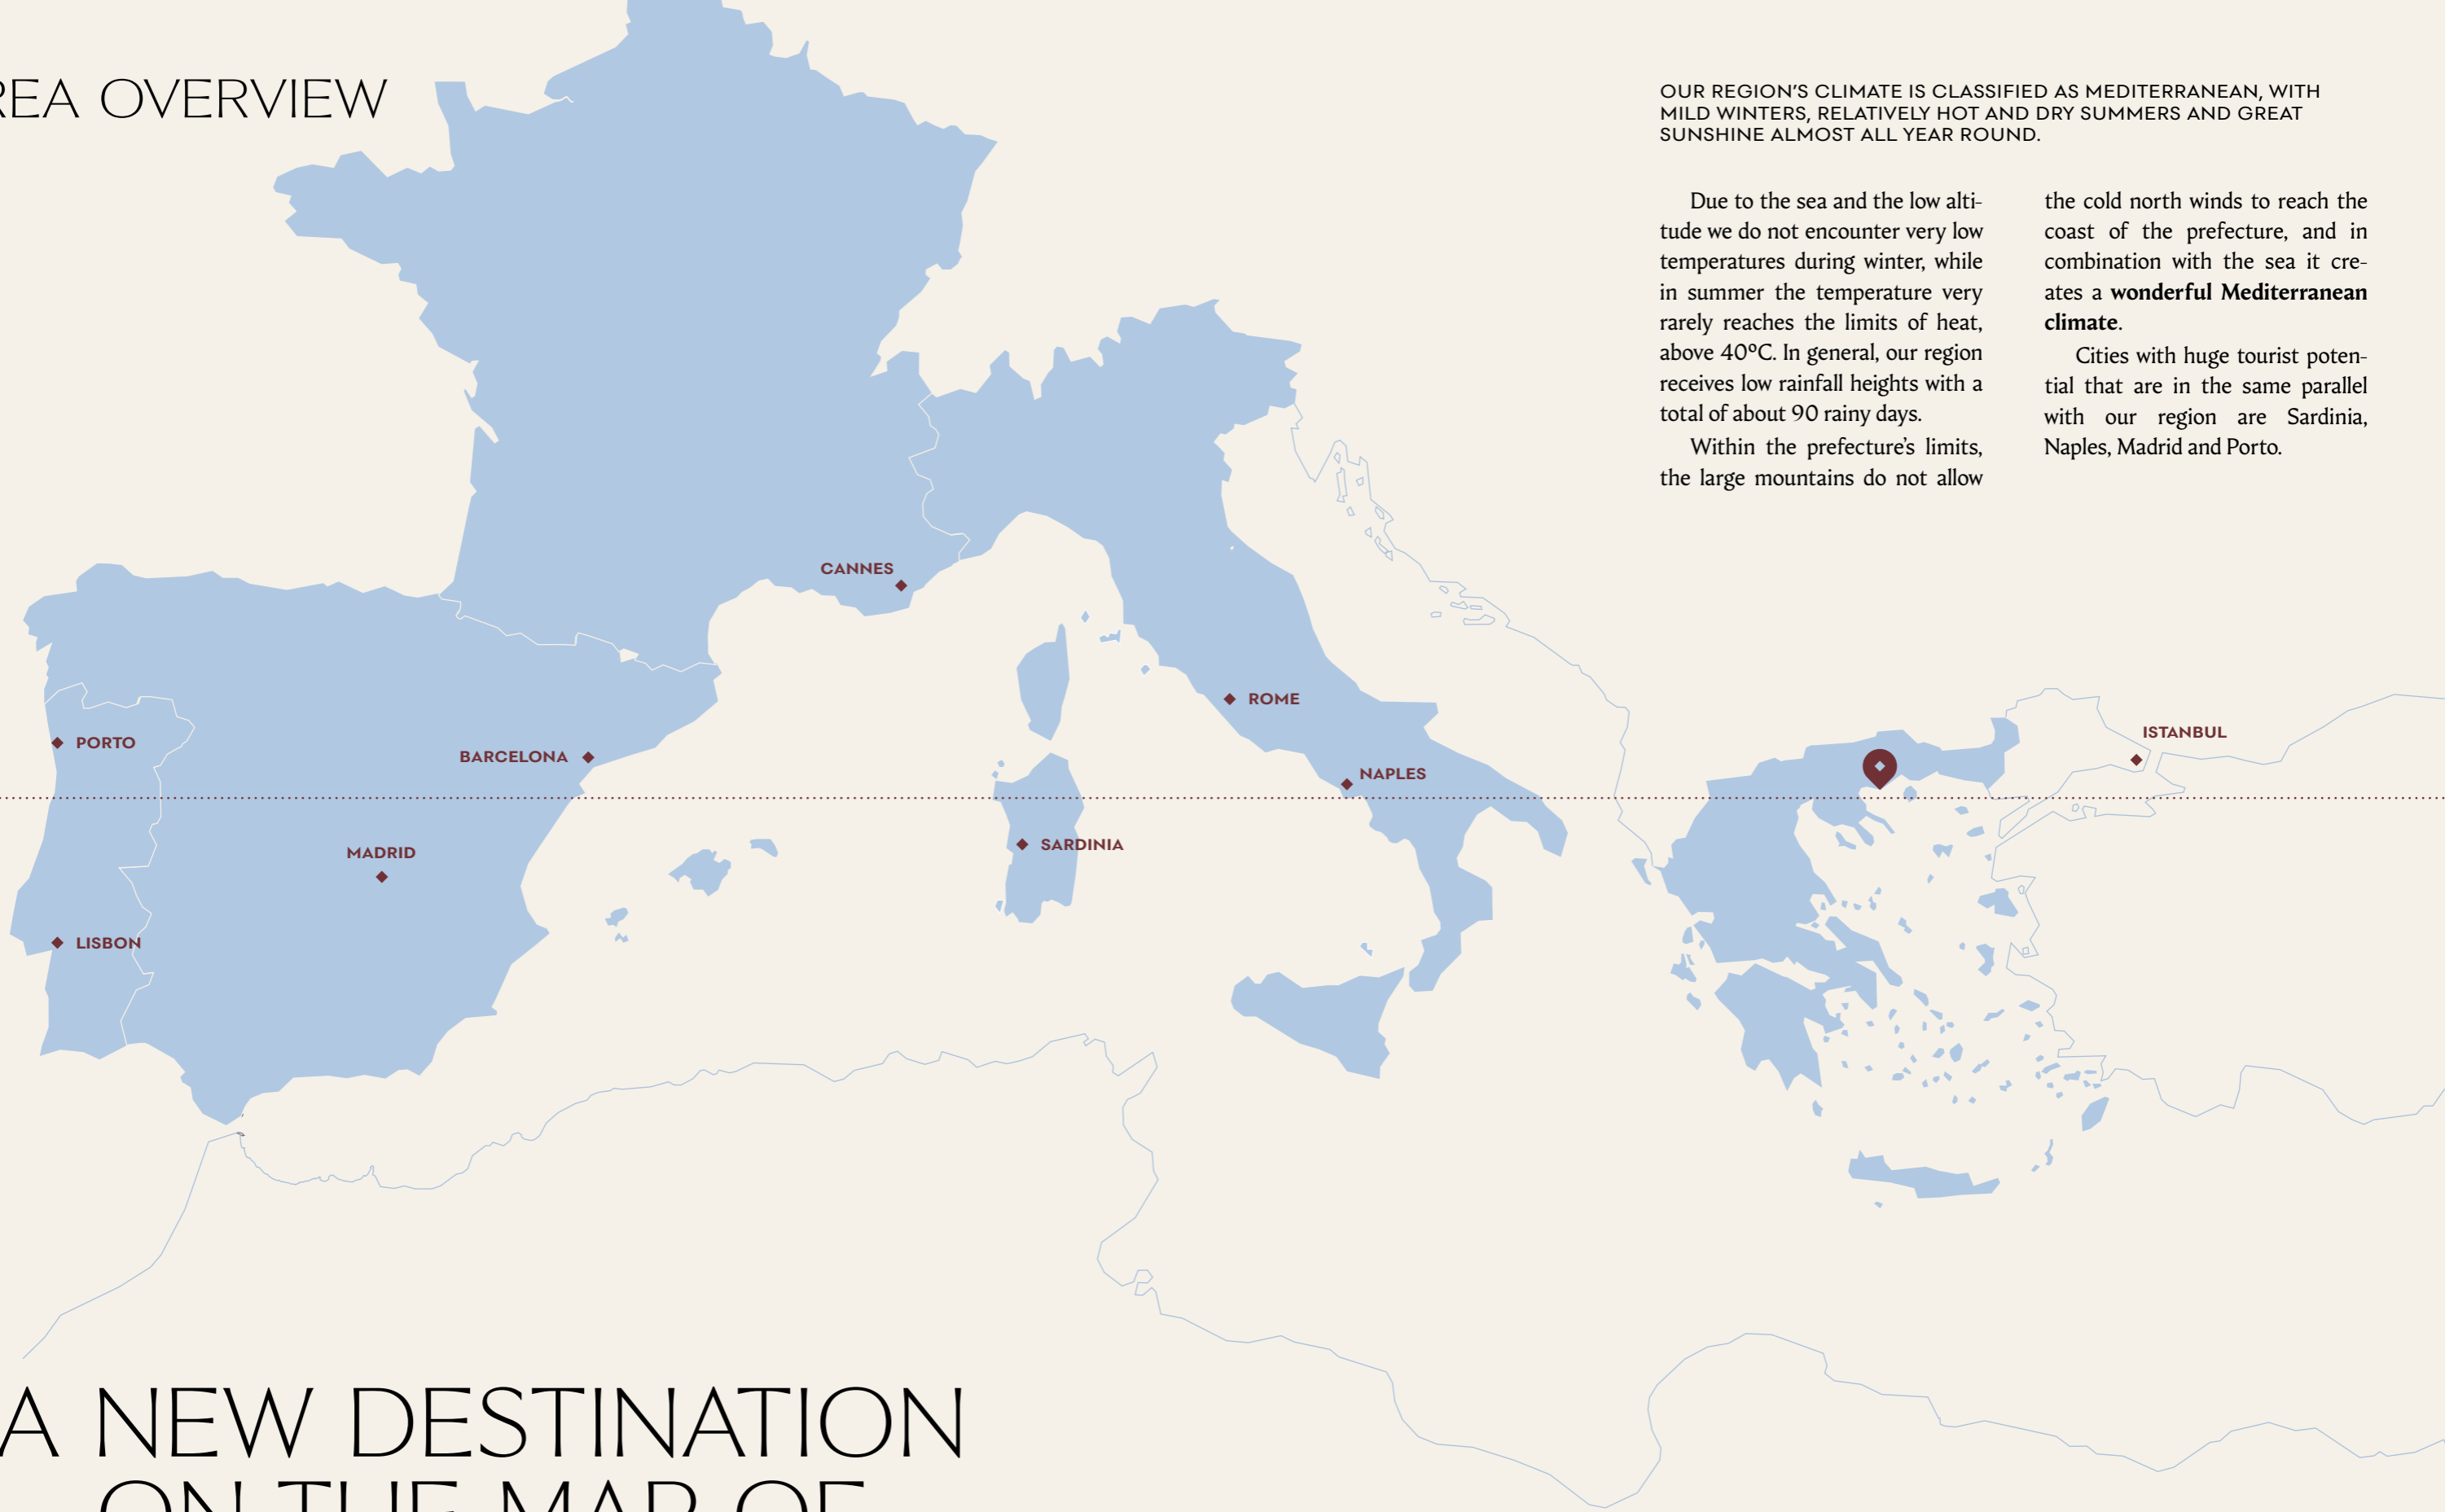 REA OVERVIEW
OUR REGION'S CLIMATE IS CLASSIFIED AS MEDITERRANEAN, WITH
MILD WINTERS, RELATIVELY HOT AND DRY SUMMERS AND GREAT
SUNSHINE ALMOST ALL YEAR ROUND.
Due to the sea and the low alti-
tude we do not encounter very low
temperatures during winter, while
in summer the temperature very
rarely reaches the limits of heat,
above 40ºC. In general, our region
receives low rainfall heights with a
total of about 90 rainy days.
Within the prefecture's limits,
the large mountains do not allow
the cold north winds to reach the
coast of the prefecture, and in
combination with the sea it cre-
ates a wonderful Mediterranean
climate.
Cities with huge tourist poten-
tial that are in the same parallel
with our region are Sardinia,
Naples, Madrid and Porto.
CANNES
ROME
PORTO
BARCELONA
NAPLES
ISTANBUL
MADRID
SARDINIA
LISBON
A NEW DESTINATION
ON THE MAP OF